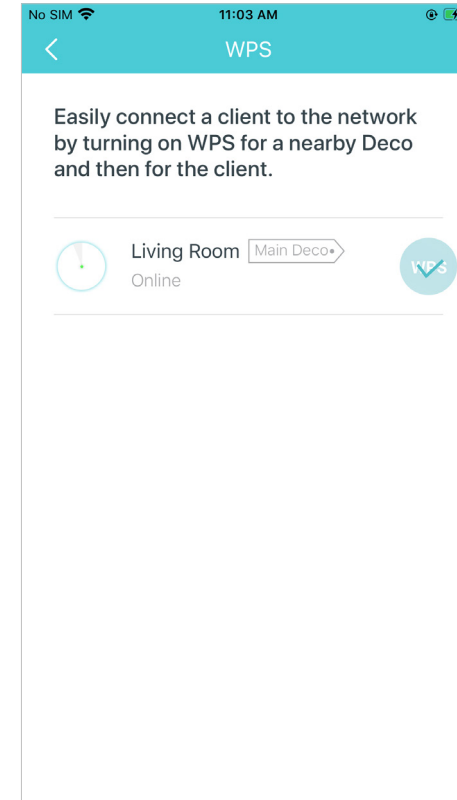 No SIM 11:03 AM
WPS
Easily connect a client to the network
by turning on WPS for a nearby Deco
and then for the client.
Living Room Main Deco
Online
WPS